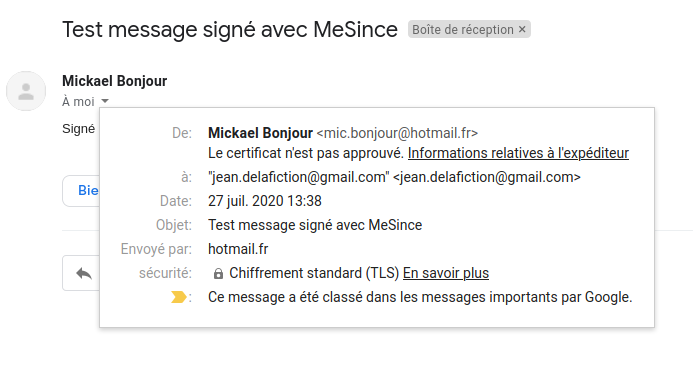 Test message signé avec MeSince Boîte de réception ×
Mickael Bonjour
À moi
Signé
De: Mickael Bonjour <mic.bonjour@hotmail.fr>
Le certificat n'est pas approuvé. Informations relatives à l'expéditeur
à: "jean.delafiction@gmail.com" <jean.delafiction@gmail.com>
Date: 27 juil. 2020 13:38
Objet: Test message signé avec MeSince
Envoyé par: hotmail.fr
sécurité: Chiffrement standard (TLS) En savoir plus
: Ce message a été classé dans les messages importants par Google.
Bie